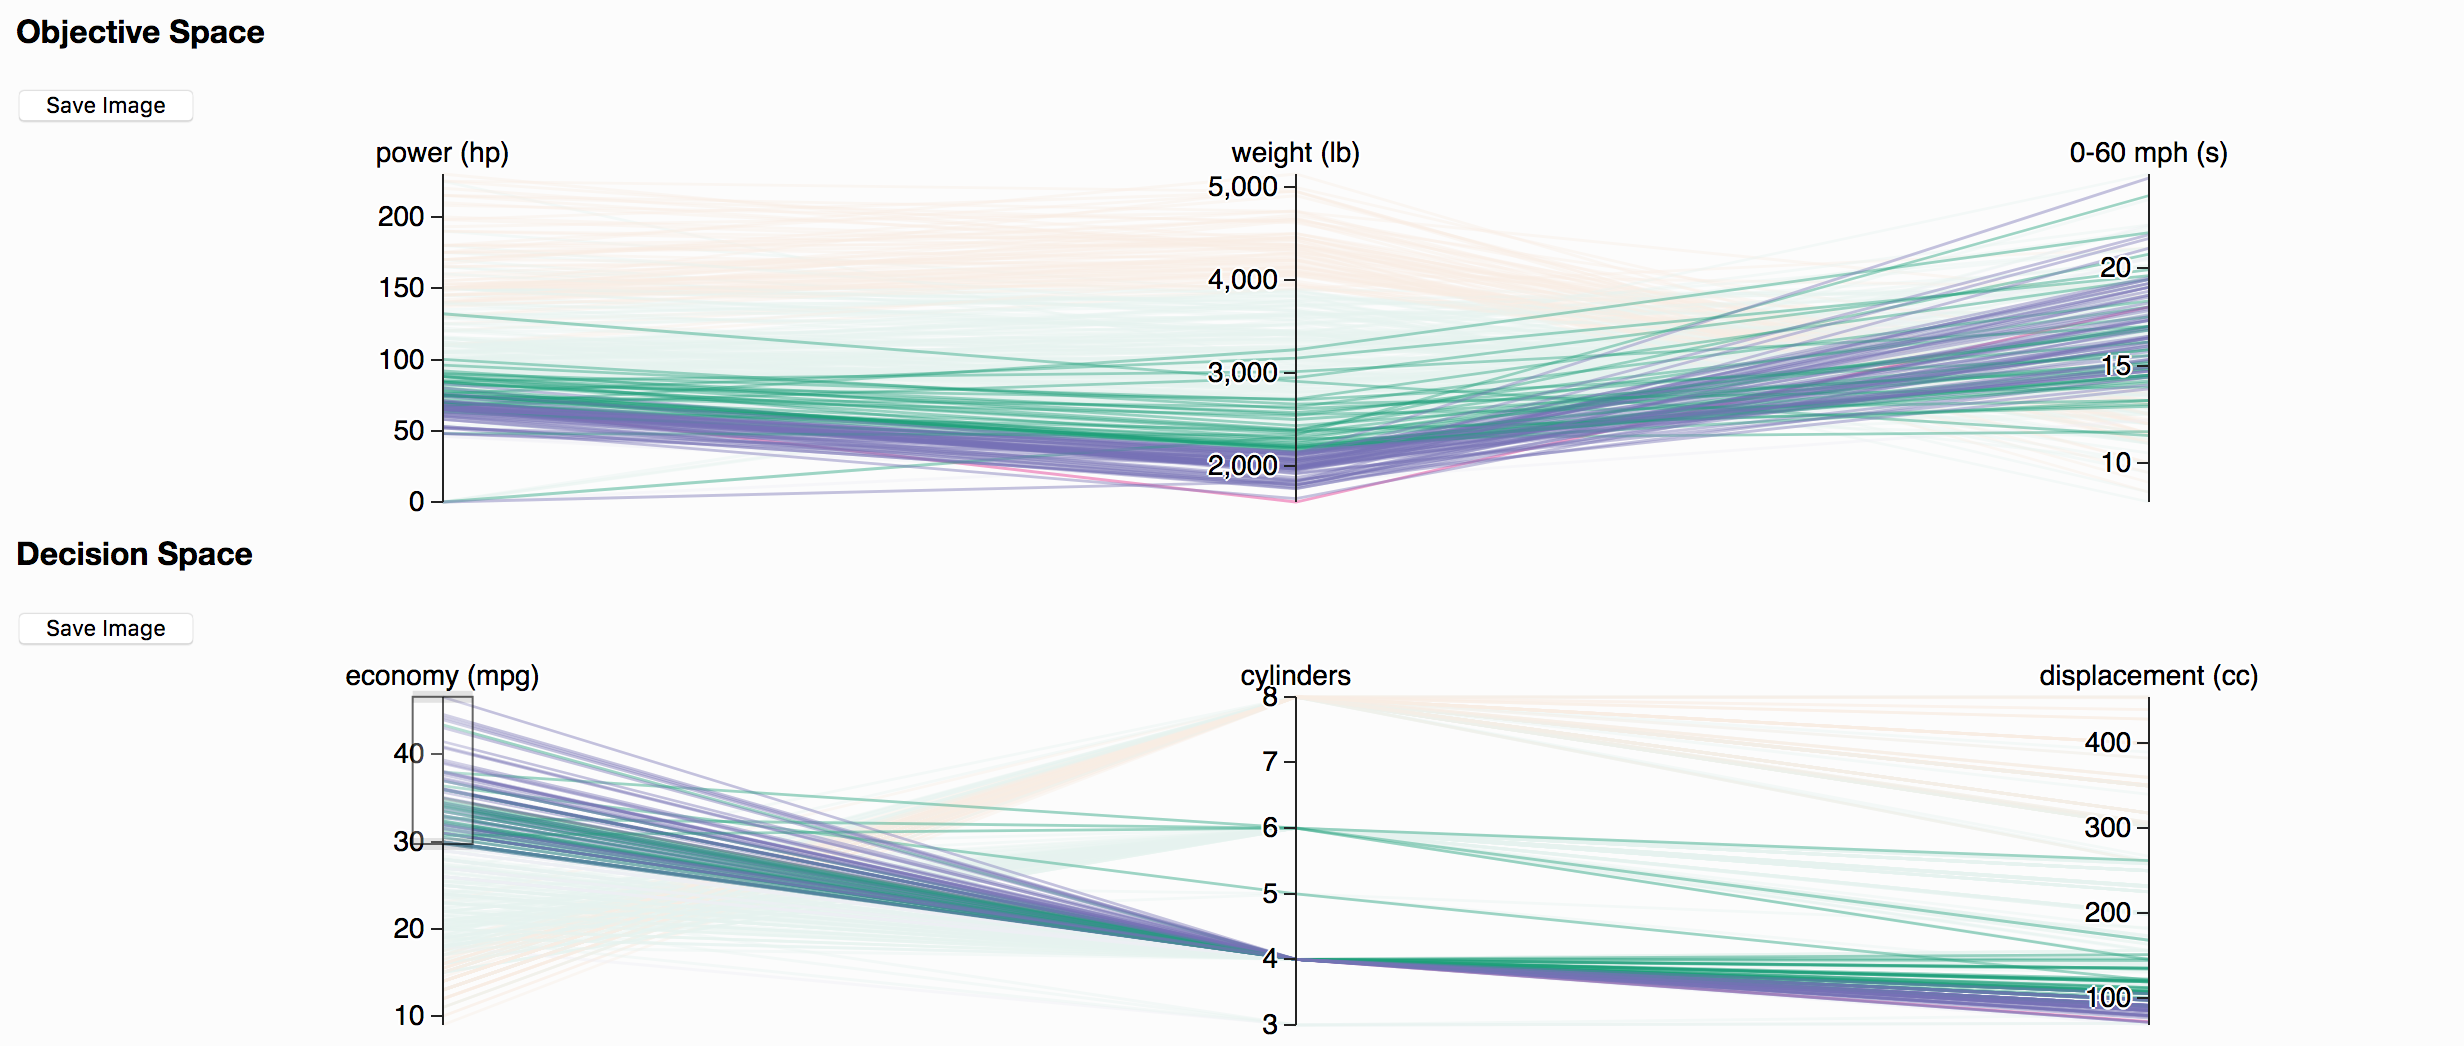 Objective Space
Save Image
power (hp)
weight (lb)
0-60 mph (s)
200
150
100
50
0
5,000
4,000
3,000
2,000
20
15
10
Decision Space
Save Image
economy (mpg)
cylinders
displacement (cc)
40
30
20
10
8
7
6
5
4
3
400
300
200
100